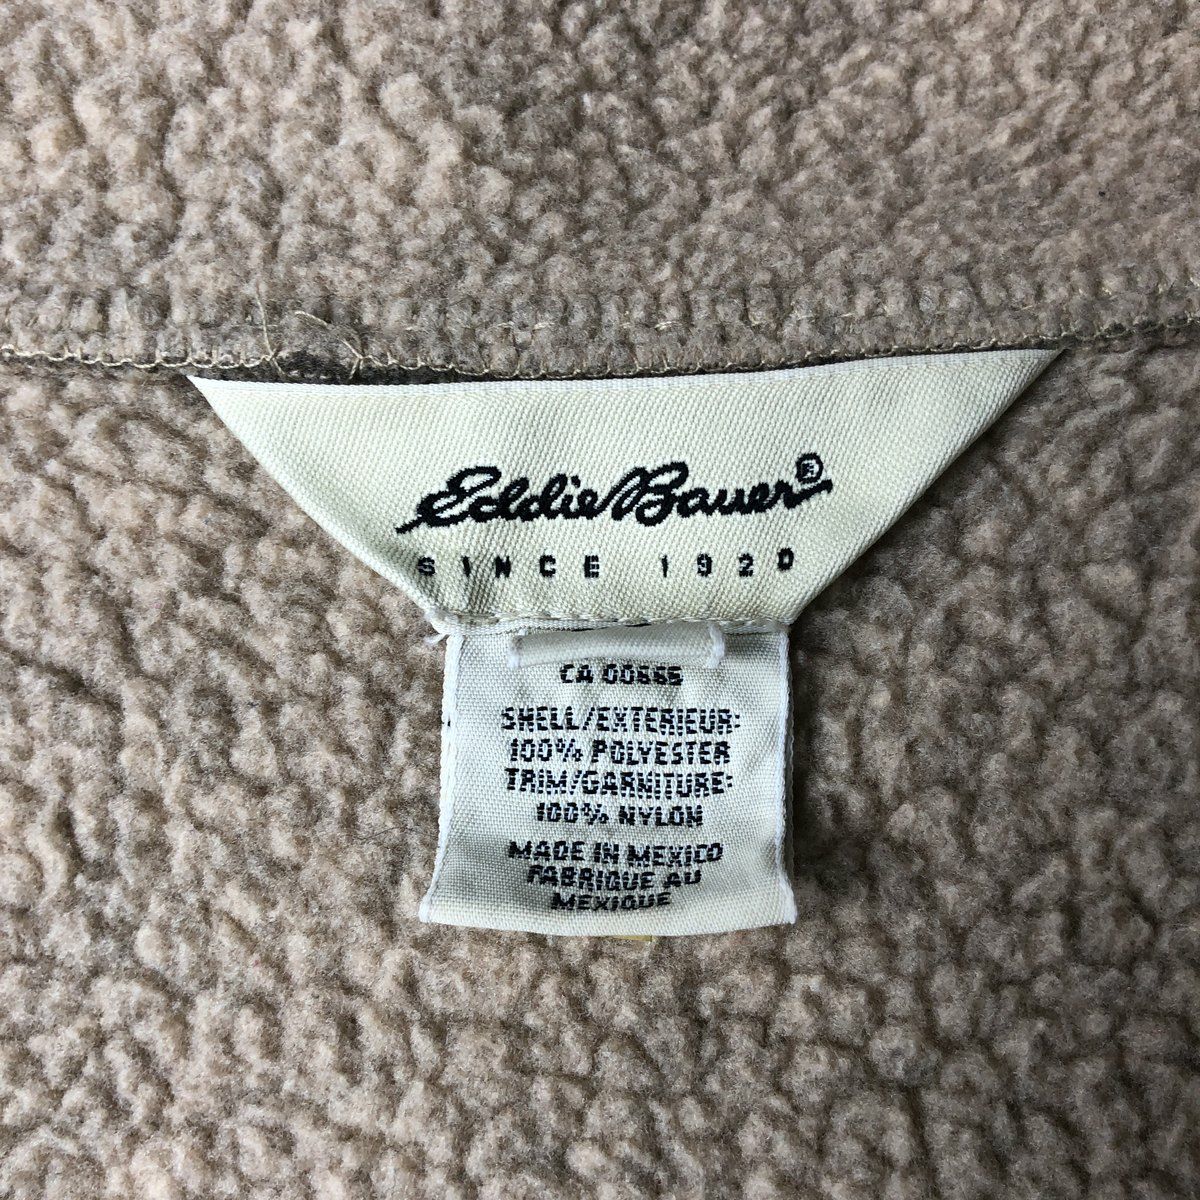 Eddie Bauer®
SINCE 1920
CA 00665
SHELL/EXTERIEUR:
100% POLYESTER
TRIM/GARNITURE:
100% NYLON
MADE IN MEXICO
FABRIQUE AU
MEXIQUE